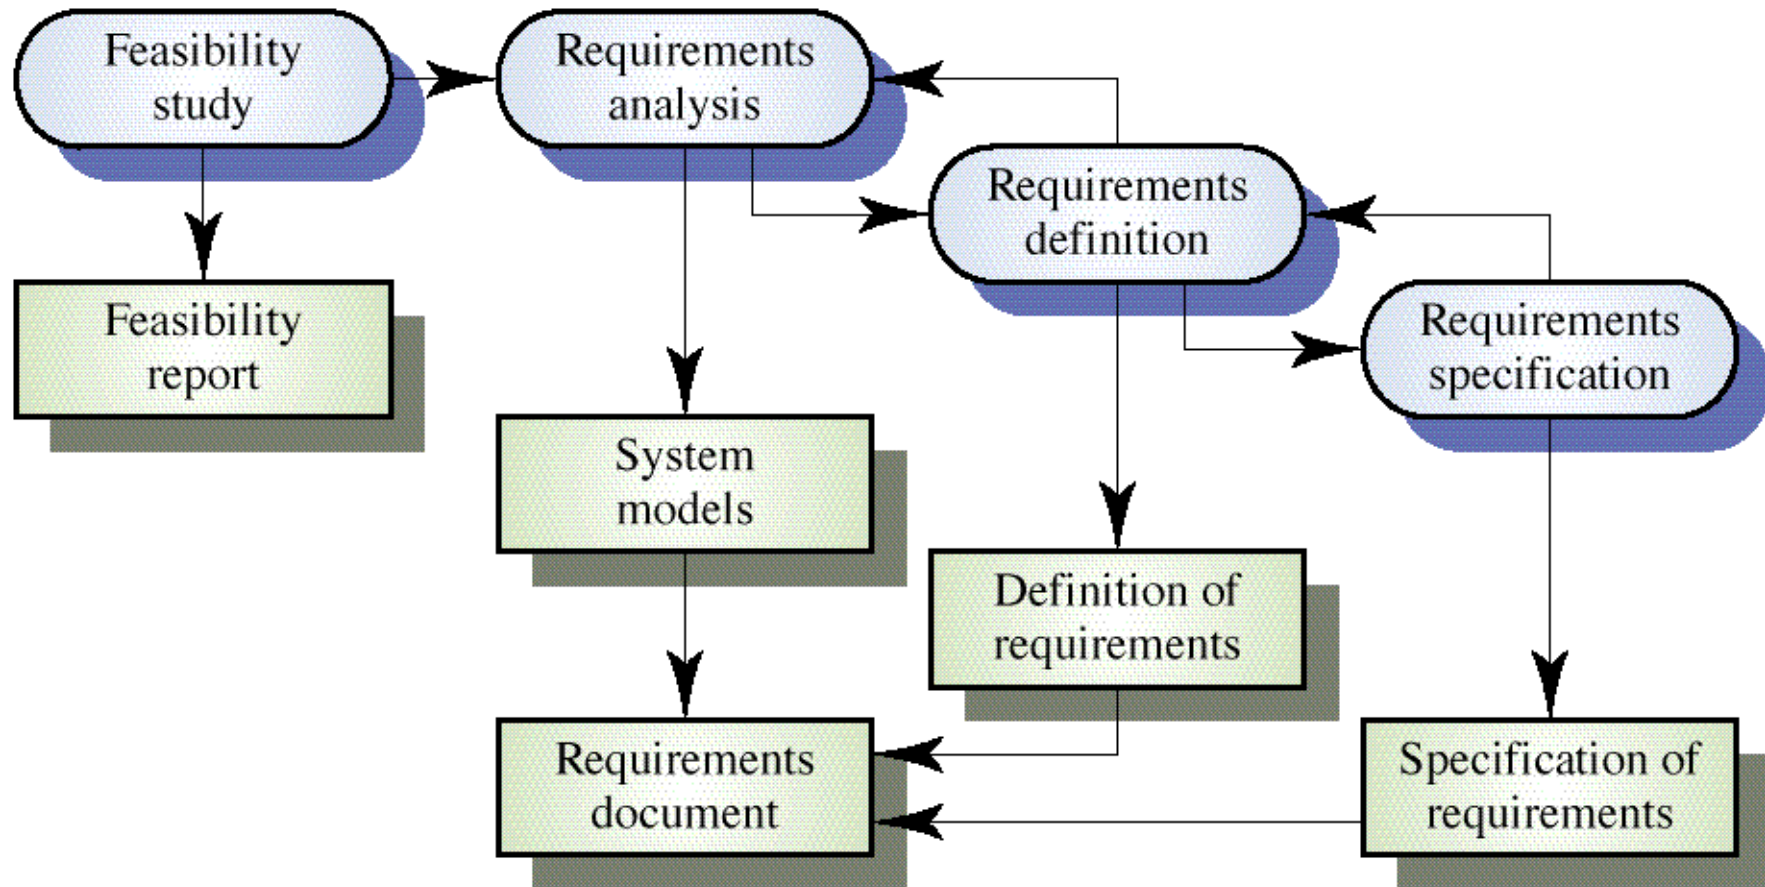 Feasibility
study
Requirements
analysis
Requirements
definition
Requirements
specification
Feasibility
report
System
models
Definition of
requirements
Requirements
document
Specification of
requirements